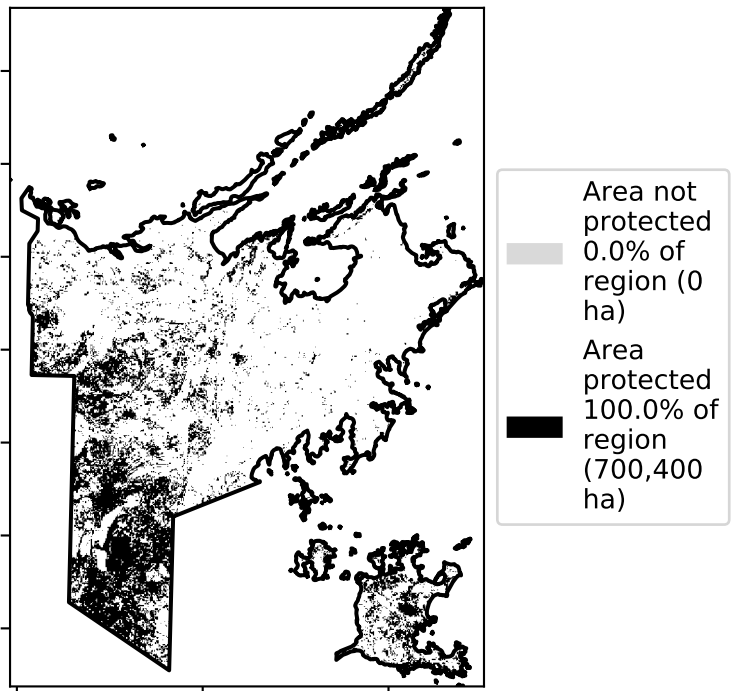 Area not
protected
0.0% of
region (0
ha)
Area
protected
100.0% of
region
(700,400
ha)